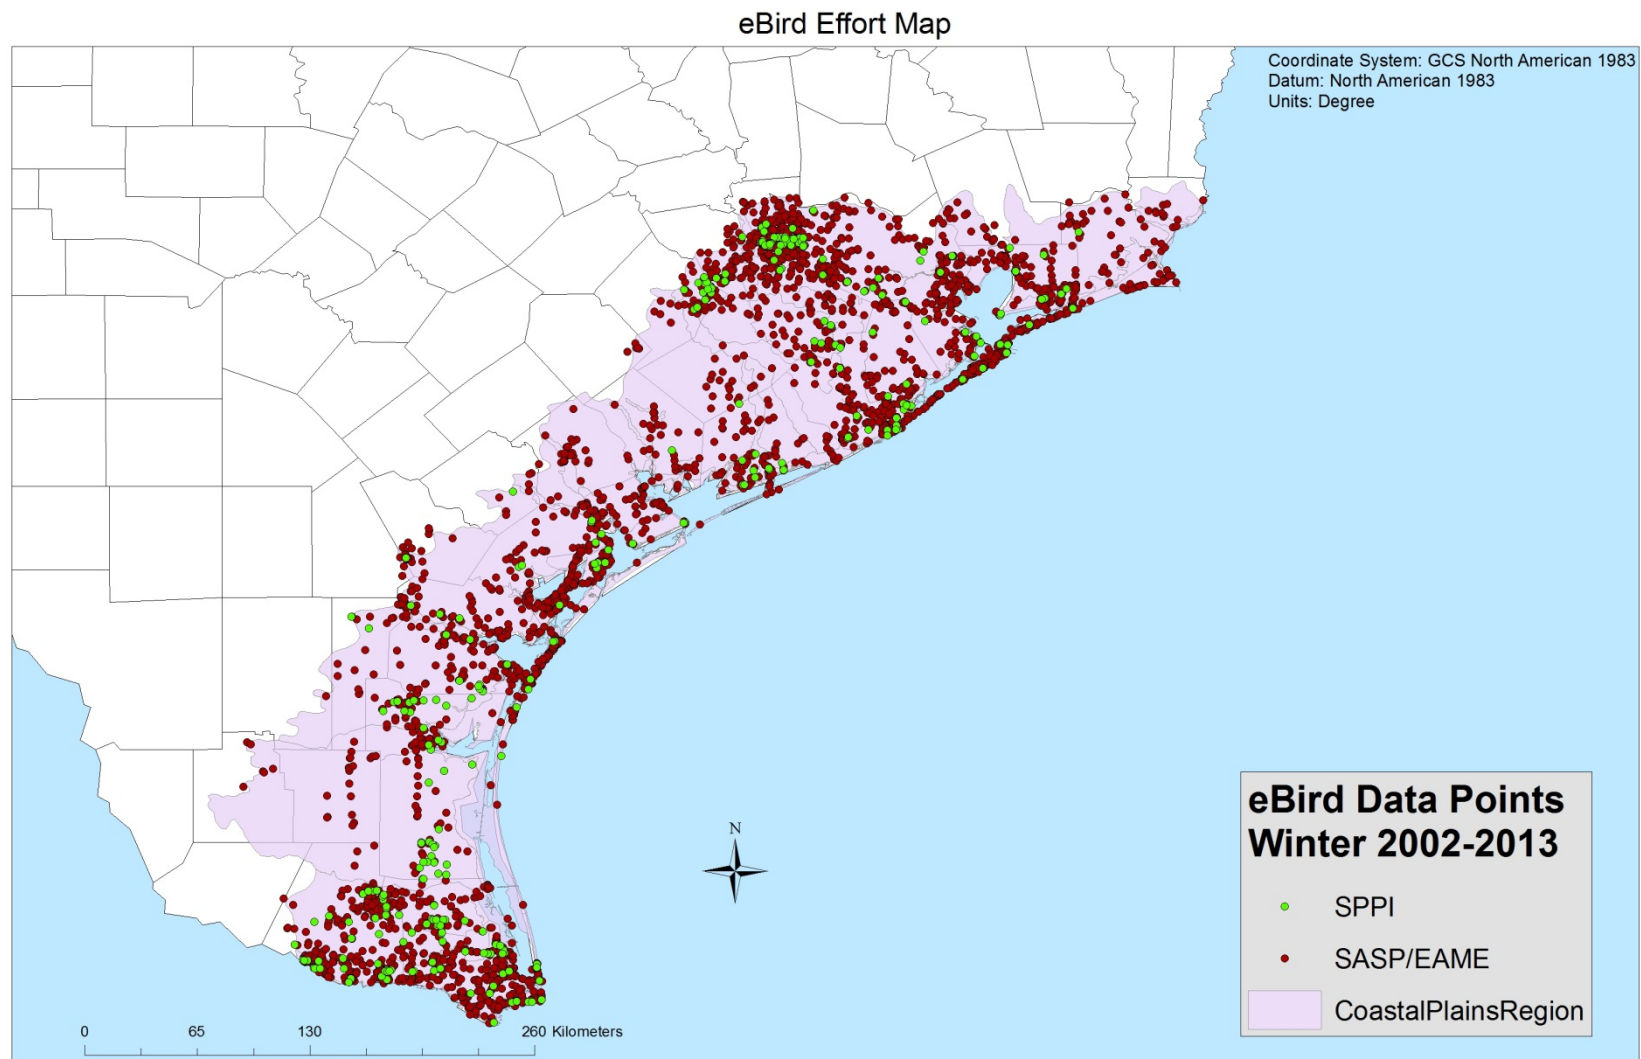 eBird Effort Map
Coordinate System: GCS North American 1983
Datum: North American 1983
Units: Degree
N
eBird Data Points
Winter 2002-2013
SPPI
SASP/EAME
CoastalPlainsRegion
0 65 130 260 Kilometers